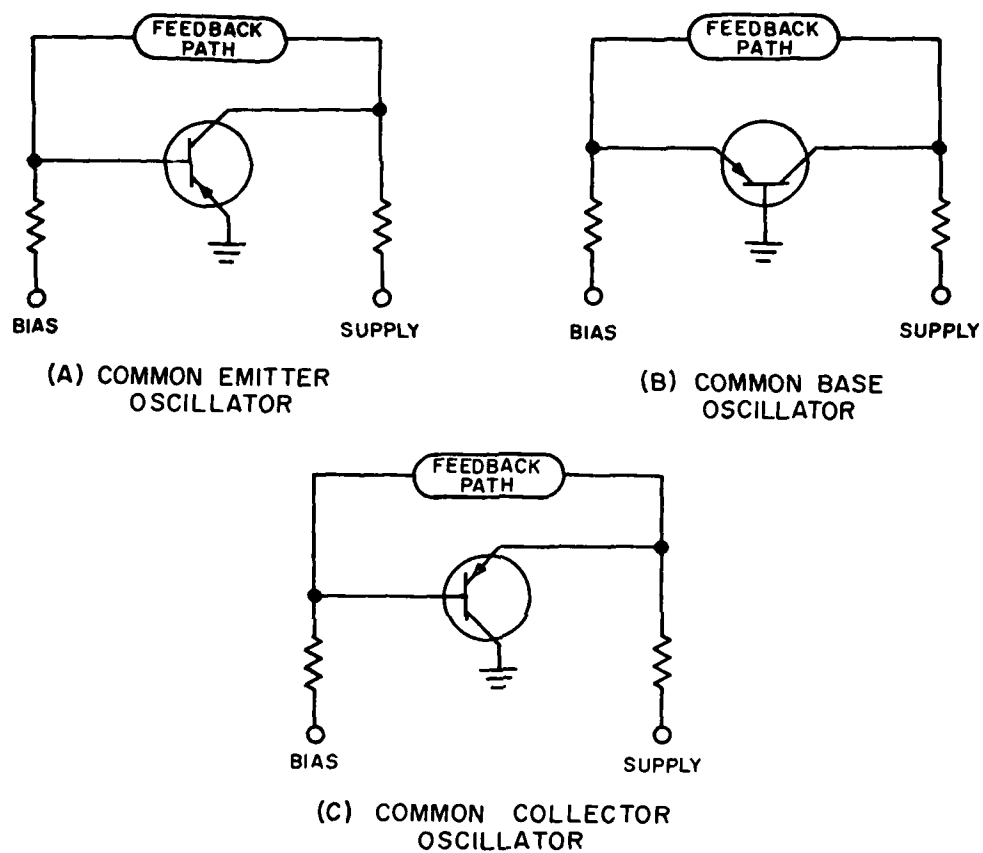 FEEDBACK
PATH
BIAS
SUPPLY
(A) COMMON EMITTER
OSCILLATOR
FEEDBACK
PATH
BIAS
SUPPLY
(B) COMMON BASE
OSCILLATOR
FEEDBACK
PATH
BIAS
SUPPLY
(C) COMMON COLLECTOR
OSCILLATOR